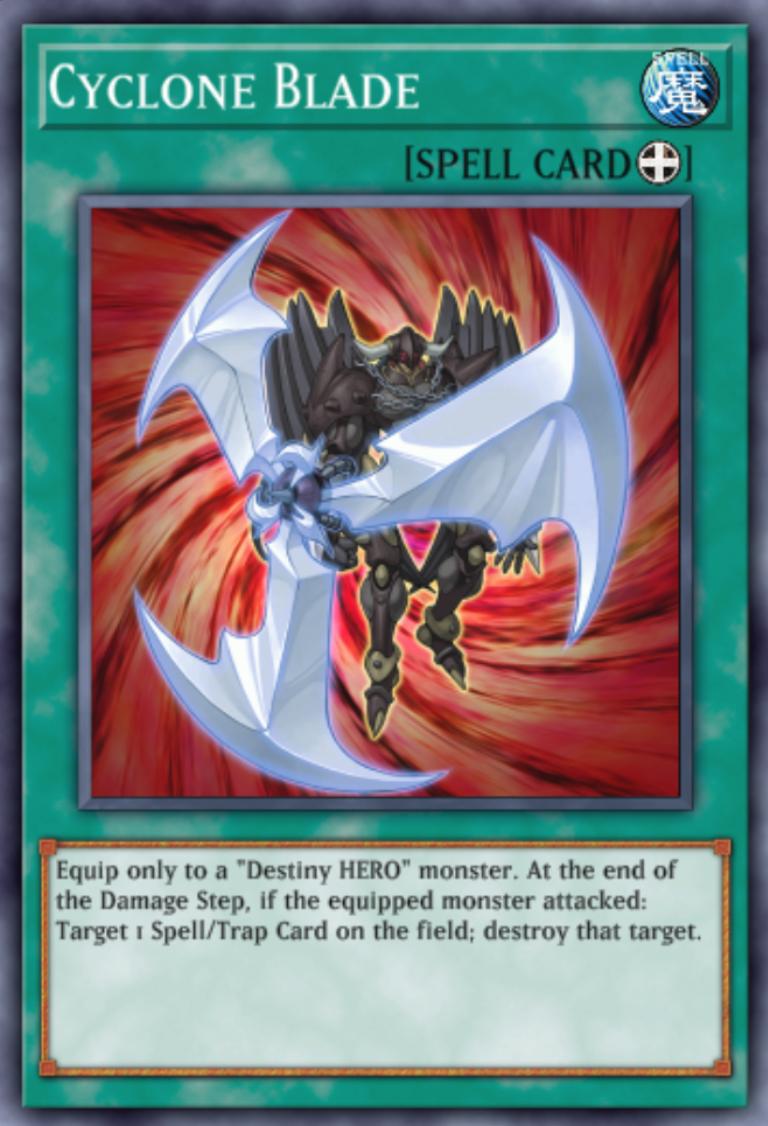 Cyclone Blade
SPELL
魔
[SPELL CARD]
Equip only to a "Destiny HERO" monster. At the end of
the Damage Step, if the equipped monster attacked:
Target 1 Spell/Trap Card on the field; destroy that target.